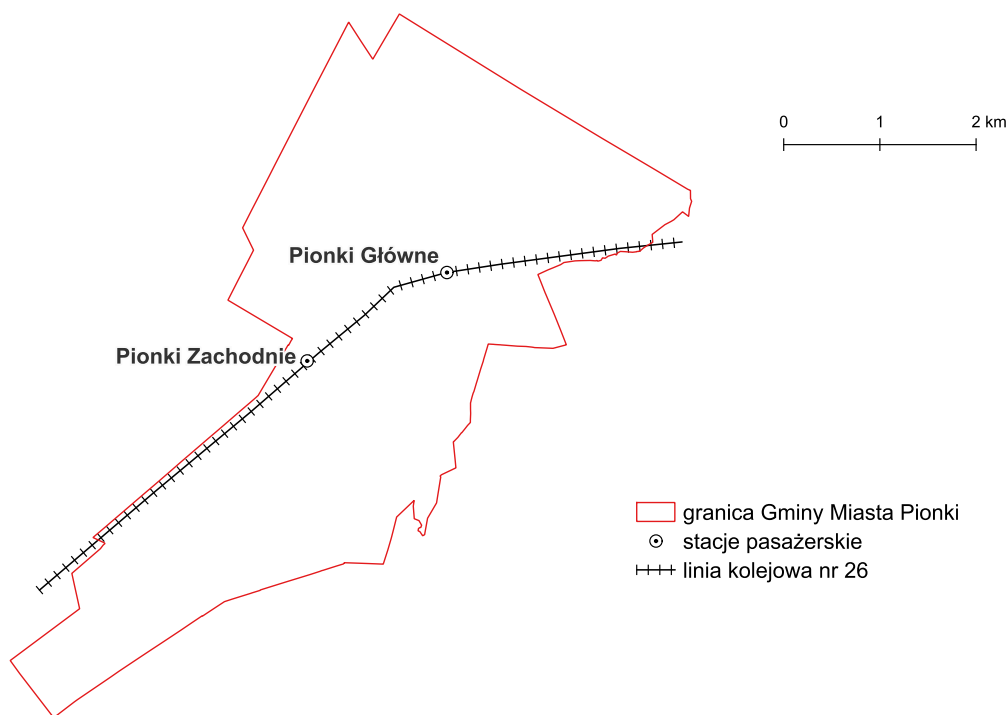 0 1 2 km
Pionki Główne
Pionki Zachodnie
granica Gminy Miasta Pionki
stacje pasażerskie
linia kolejowa nr 26